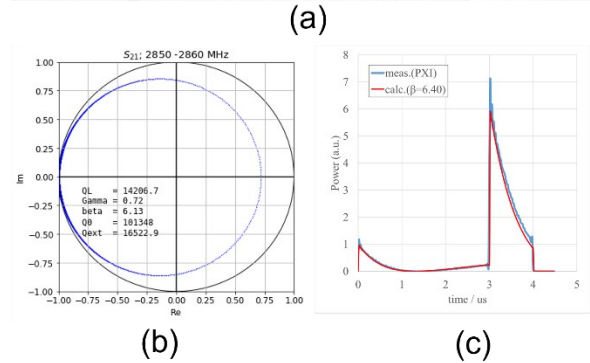 (a)
S21; 2850 -2860 MHz
1.00
0.75
0.50
0.25
0.00
−0.25
−0.50
−0.75
−1.00
Im
QL = 14206.7
Gamma = 0.72
beta = 6.13
Q0 = 101348
Qext = 16522.9
−1.00 −0.75 −0.50 −0.25 0.00 0.25 0.50 0.75 1.00
Re
(b)
8
7
6
5
4
3
2
1
0
Power (a.u.)
meas.(PXI)
calc.(β=6.40)
0 1 2 3 4 5
time / us
(c)